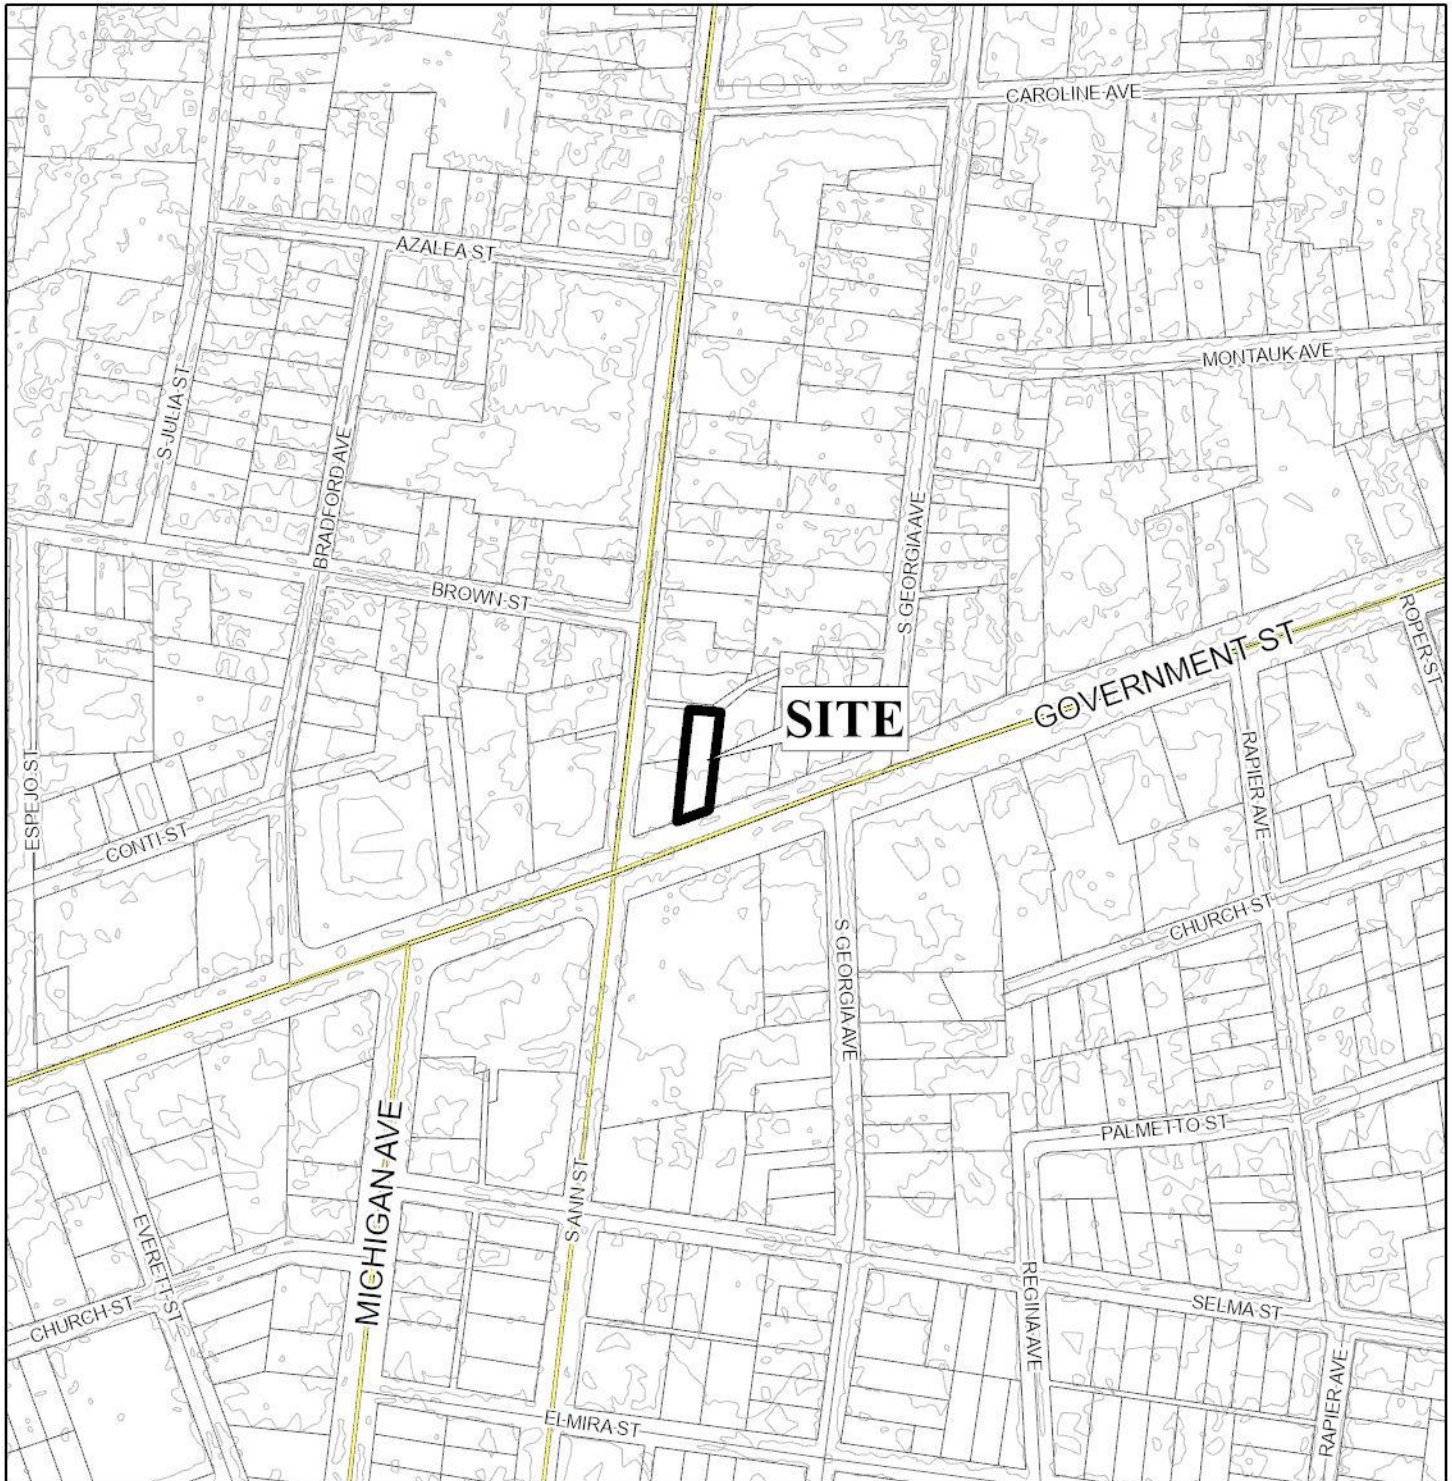 CAROLINE AVE
AZALEA ST
MONTAUK AVE
S JULIA ST
BRADFORD AVE
S GEORGIA AVE
BROWN ST
ROPER ST
GOVERNMENT ST
SITE
RAPIER AVE
ESPEJO ST
CONTI ST
CHURCH ST
S GEORGIA AVE
PALMETTO ST
MICHIGAN AVE
S ANN ST
EVERETT ST
REGINA AVE
SELMA ST
CHURCH ST
RAPIER AVE
ELMIRA ST